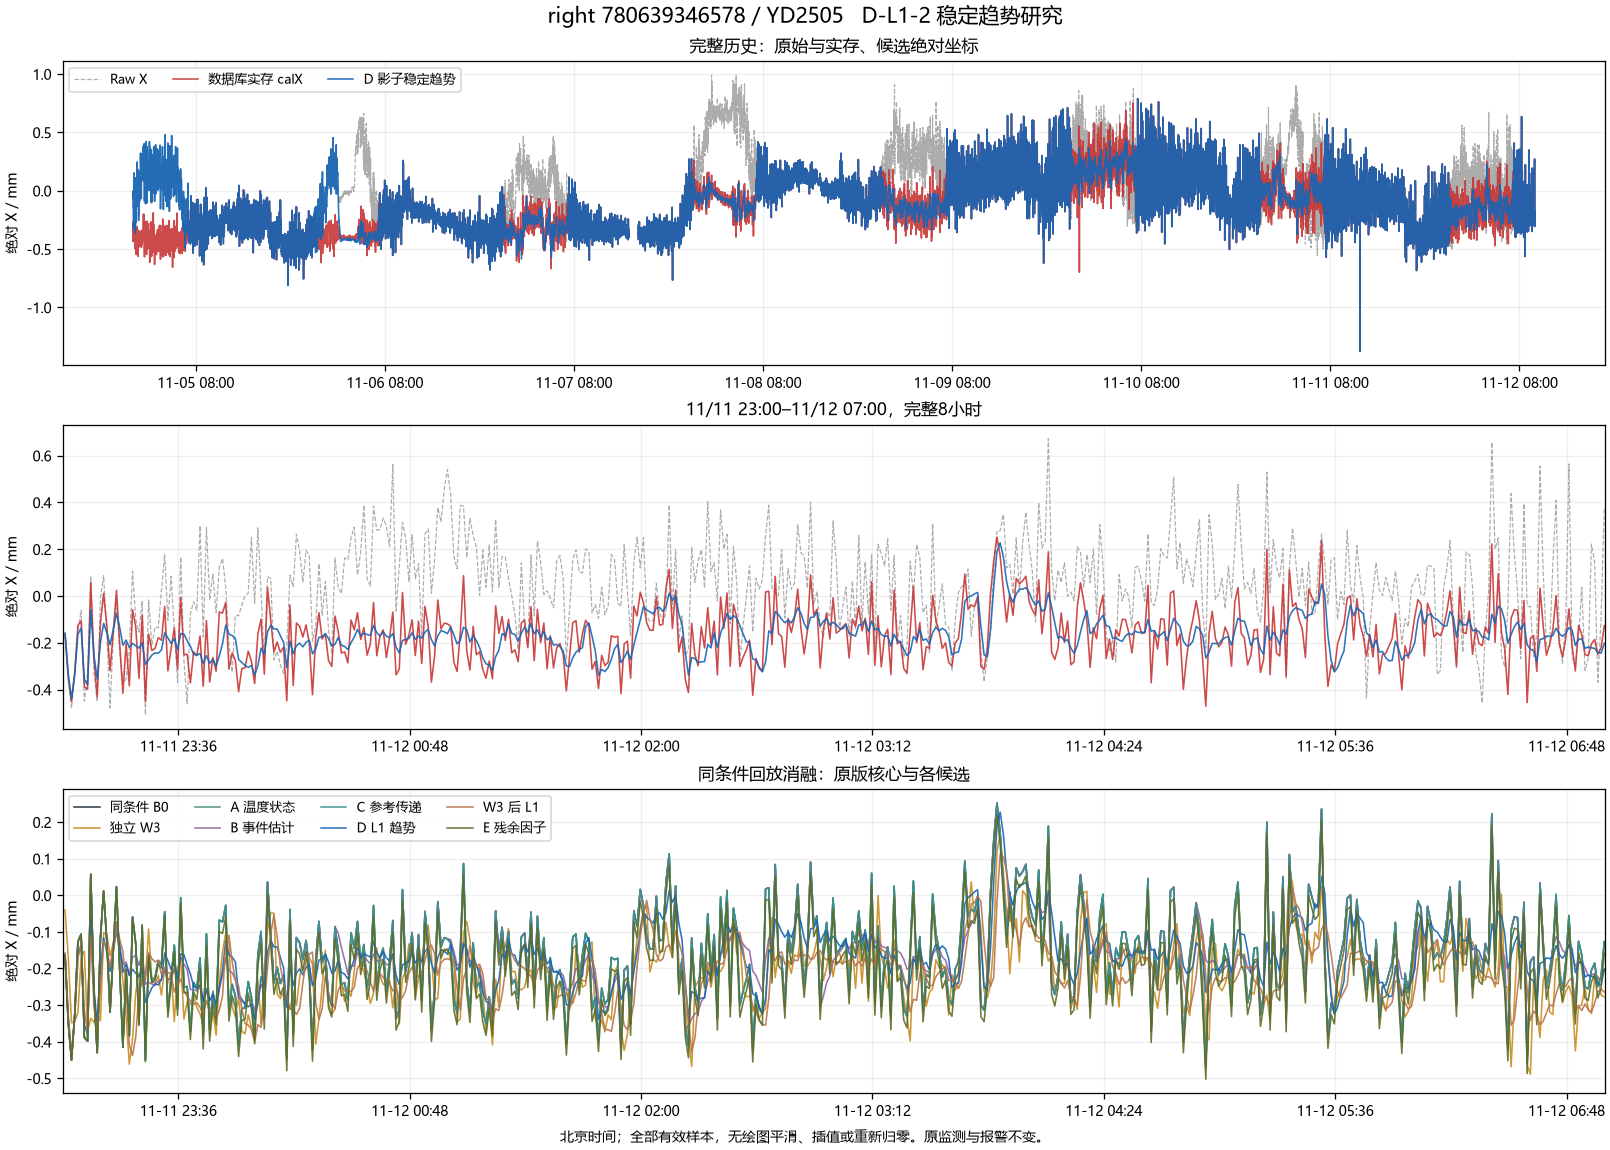 right 780639346578 / YD2505   D-L1-2 稳定趋势研究
完整历史：原始与实存、候选绝对坐标
Raw X
数据库实存 calX
D 影子稳定趋势
绝对 X / mm
1.0
0.5
0.0
-0.5
-1.0
11-05 08:00
11-06 08:00
11-07 08:00
11-08 08:00
11-09 08:00
11-10 08:00
11-11 08:00
11-12 08:00
11/11 23:00–11/12 07:00，完整8小时
绝对 X / mm
0.6
0.4
0.2
0.0
-0.2
-0.4
11-11 23:36
11-12 00:48
11-12 02:00
11-12 03:12
11-12 04:24
11-12 05:36
11-12 06:48
同条件回放消融：原版核心与各候选
同条件 B0
A 温度状态
C 参考传递
W3 后 L1
独立 W3
B 事件估计
D L1 趋势
E 残余因子
绝对 X / mm
0.2
0.1
0.0
-0.1
-0.2
-0.3
-0.4
-0.5
11-11 23:36
11-12 00:48
11-12 02:00
11-12 03:12
11-12 04:24
11-12 05:36
11-12 06:48
北京时间；全部有效样本，无绘图平滑、插值或重新归零。原监测与报警不变。